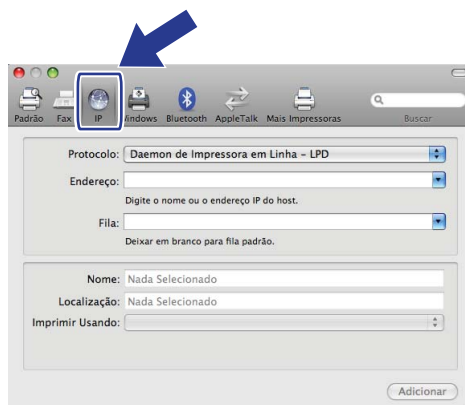 Padrão Fax IP Windows Bluetooth AppleTalk Mais Impressoras Buscar
Protocolo: Daemon de Impressora em Linha – LPD
Endereço:
Digite o nome ou o endereço IP do host.
Fila:
Deixar em branco para fila padrão.
Nome: Nada Selecionado
Localização: Nada Selecionado
Imprimir Usando:
Adicionar